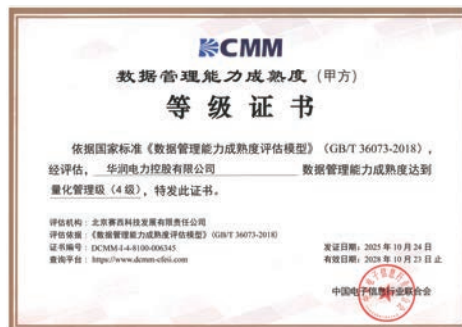 DCMM
数据管理能力成熟度（甲方）
等级证书
依据国家标准《数据管理能力成熟度评估模型》（GB/T 36073-2018），
经评估，华润电力控股有限公司 数据管理能力成熟度达到
量化管理级（4级），特发此证书。
评估机构：北京赛西科技发展有限责任公司
评估依据：《数据管理能力成熟度评估模型》（GB/T 36073-2018）
证书编号：DCMM-I-4-8100-006345
查询平台：https://www.dcmm-cfeii.com
发证日期：2025 年 10 月 24 日
有效日期：2028 年 10 月 23 日 止
中国电子信息行业联合会